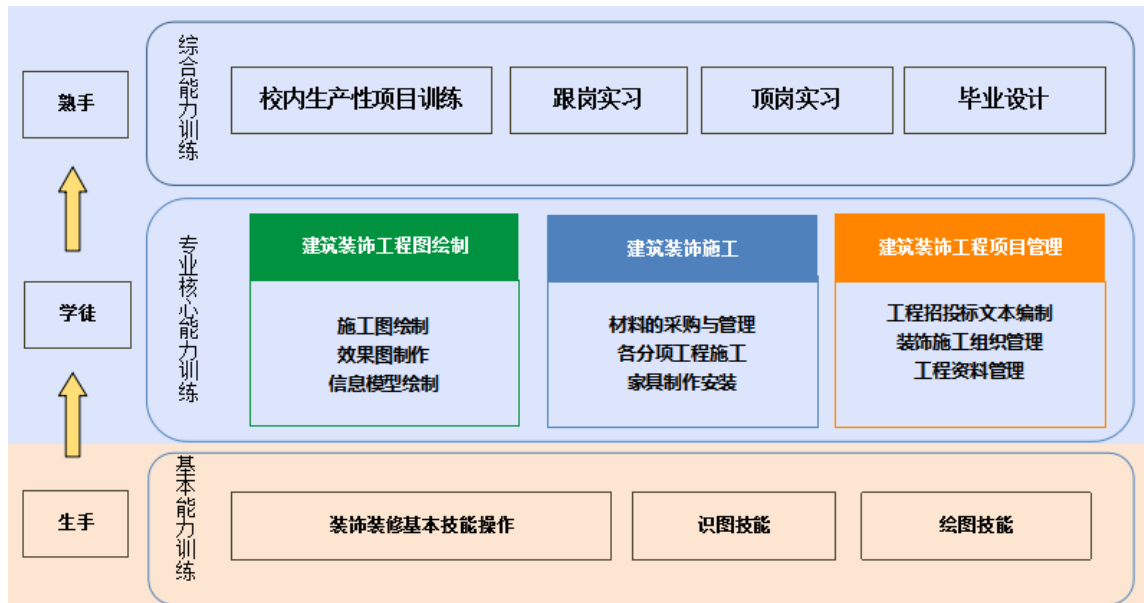 综合能力训练
熟手
校内生产性项目训练
跟岗实习
顶岗实习
毕业设计
专业核心能力训练
学徒
建筑装饰工程图绘制
施工图绘制
效果图制作
信息模型绘制
建筑装饰施工
材料的采购与管理
各分项工程施工
家具制作安装
建筑装饰工程项目管理
工程招投标文本编制
装饰施工组织管理
工程资料管理
基本能力训练
生手
装饰装修基本技能操作
识图技能
绘图技能